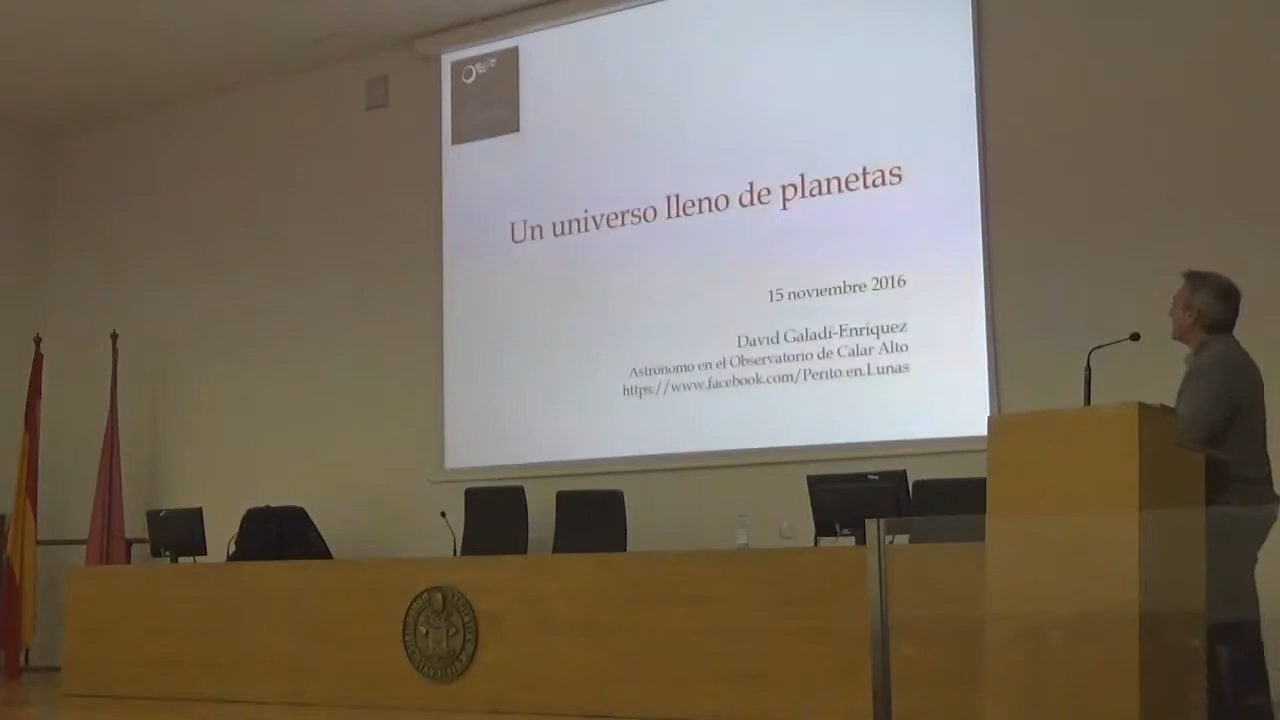 Un universo lleno de planetas
15 noviembre 2016
David Galadí-Enríquez
Astrónomo en el Observatorio de Calar Alto
https://www.facebook.com/Perito.en.Lunas